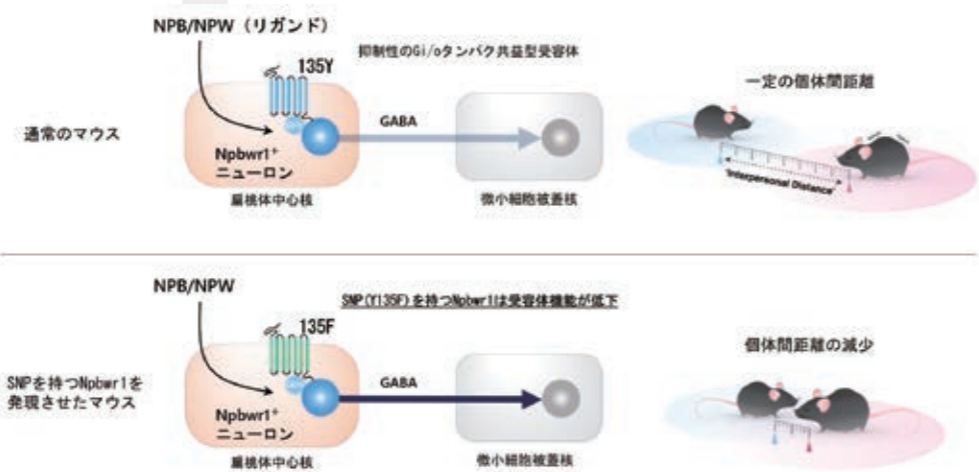 NPB/NPW（リガンド）
135Y
抑制性のGi/oタンパク共益型受容体
一定の個体間距離
通常のマウス
GABA
Npbwr1⁺
ニューロン
'Interpersonal Distance'
扁桃体中心核
微小細胞被蓋核
NPB/NPW
SNP(Y135F)を持つNpbwr1は受容体機能が低下
135F
個体間距離の減少
SNPを持つNpbwr1を
発現させたマウス
GABA
Npbwr1⁺
ニューロン
扁桃体中心核
微小細胞被蓋核